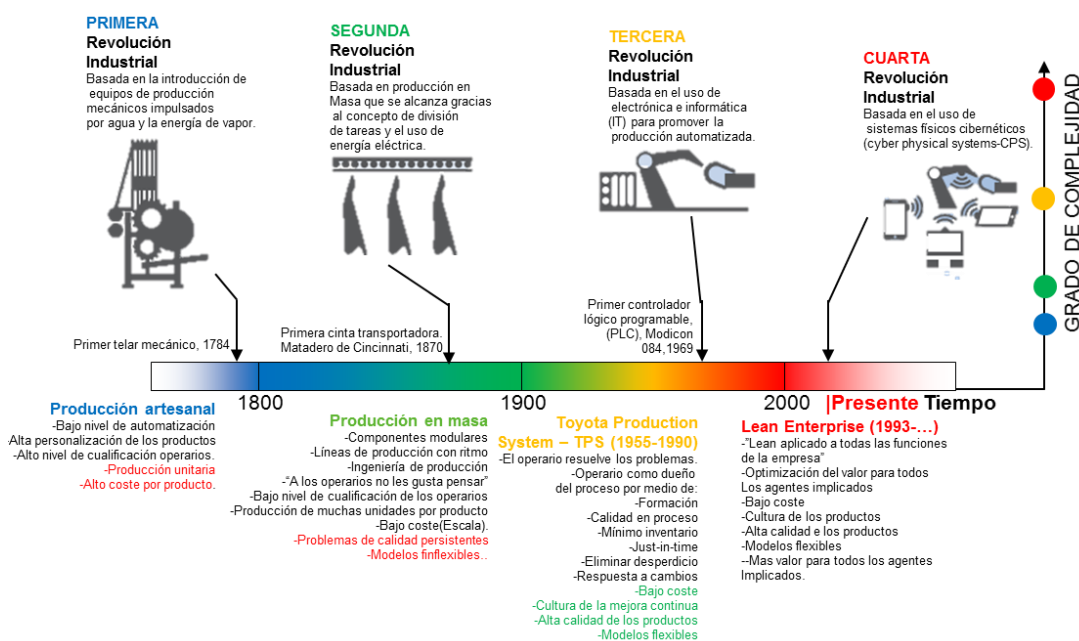 PRIMERA
Revolución
Industrial
Basada en la introducción de
equipos de producción
mecánicos impulsados
por agua y la energía de vapor.
SEGUNDA
Revolución
Industrial
Basada en producción en
Masa que se alcanza gracias
al concepto de división
de tareas y el uso de
energía eléctrica.
TERCERA
Revolución
Industrial
Basada en el uso de
electrónica e informática
(IT) para promover la
producción automatizada.
CUARTA
Revolución
Industrial
Basada en el uso de
sistemas físicos cibernéticos
(cyber physical systems-CPS).
GRADO DE COMPLEJIDAD
Primer telar mecánico, 1784
Primera cinta transportadora.
Matadero de Cincinnati, 1870
Primer controlador
lógico programable,
(PLC), Modicon
084,1969
1800
1900
2000
|Presente Tiempo
Producción artesanal
-Bajo nivel de automatización
-Alta personalización de los productos
-Alto nivel de cualificación operarios.
-Producción unitaria
-Alto coste por producto.
Producción en masa
-Componentes modulares
-Líneas de producción con ritmo
-Ingeniería de producción
-“A los operarios no les gusta pensar”
-Bajo nivel de cualificación de los operarios
-Producción de muchas unidades por producto
-Bajo coste(Escala).
-Problemas de calidad persistentes
-Modelos finflexibles..
Toyota Production
System – TPS (1955-1990)
-El operario resuelve los problemas.
-Operario como dueño
del proceso por medio de:
-Formación
-Calidad en proceso
-Mínimo inventario
-Just-in-time
-Eliminar desperdicio
-Respuesta a cambios
-Bajo coste
-Cultura de la mejora continua
-Alta calidad de los productos
-Modelos flexibles
Lean Enterprise (1993-...)
-”Lean aplicado a todas las funciones
de la empresa”
-Optimización del valor para todos
Los agentes implicados
-Bajo coste
-Cultura de los productos
-Alta calidad e los productos
-Modelos flexibles
--Mas valor para todos los agentes
Implicados.